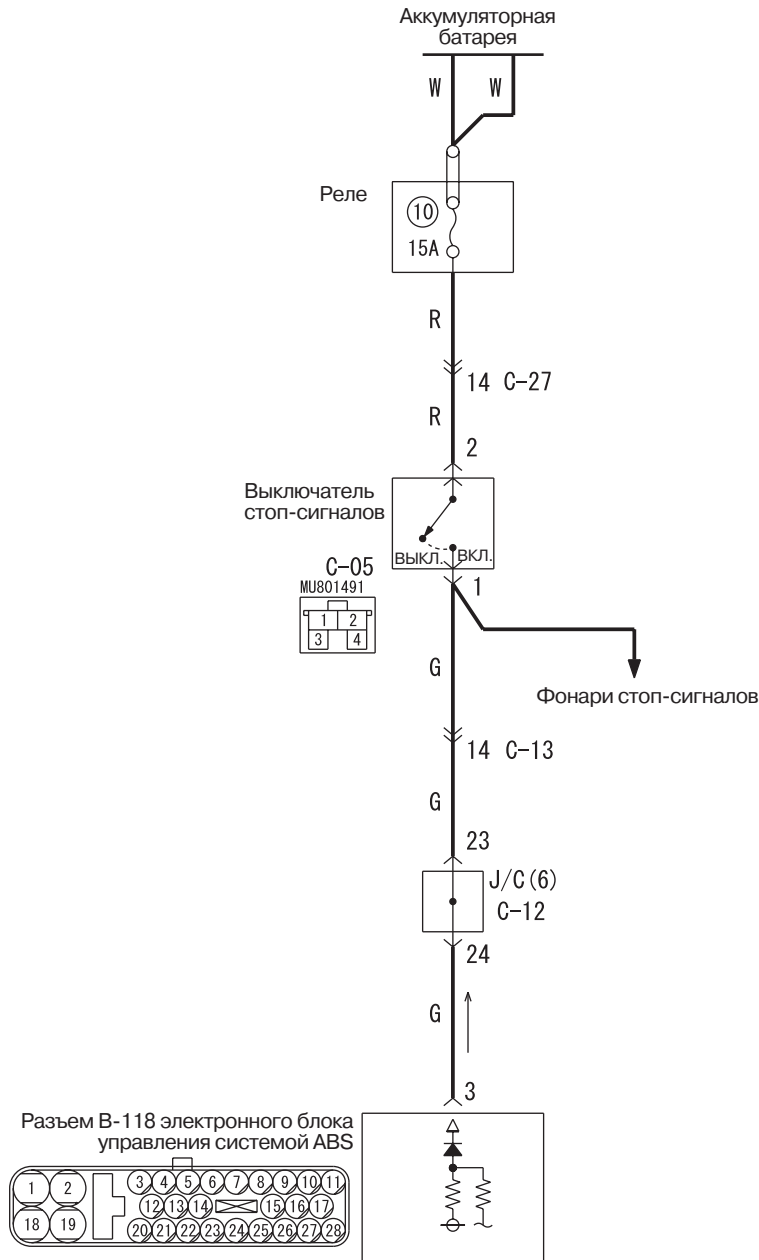 Аккумуляторная
батарея
W W
Реле
10
15A
R
14 C-27
R
2
Выключатель
стоп-сигналов
ВЫКЛ. ВКЛ.
C-05
MU801491
1 2
3 4
1
G
Фонари стоп-сигналов
14 C-13
G
23
J/C(6)
C-12
24
G
3
Разъем B-118 электронного блока
управления системой ABS
1 2 3 4 5 6 7 8 9 10 11
12 13 14 15 16 17
18 19 20 21 22 23 24 25 26 27 28